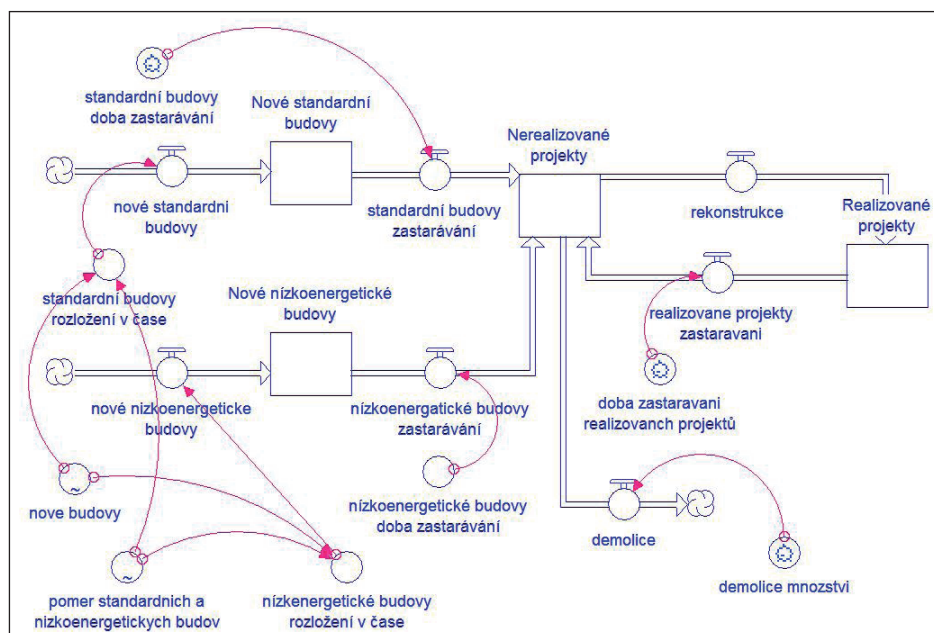 standardní budovy
doba zastarávání
Nové standardní
budovy
Nerealizované
projekty
nové standardni
budovy
standardní budovy
zastarávání
rekonstrukce
Realizované
projekty
standardní budovy
rozložení v čase
Nové nízkoenergetické
budovy
realizovane projekty
zastaravani
nové nizkoenergeticke
budovy
nízkoenergatické budovy
zastarávání
doba zastaravani
realizovanch projektů
nove budovy
nízkoenergetické budovy
doba zastarávání
demolice
demolice mnozstvi
pomer standardnich a
nizkoenergetickych budov
nízkenergetické budovy
rozložení v čase